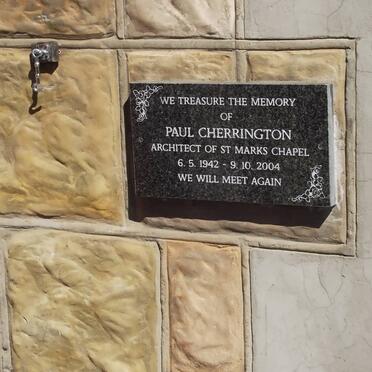 WE TREASURE THE MEMORY
OF
PAUL CHERRINGTON
ARCHITECT OF ST MARKS CHAPEL
6. 5. 1942 - 9. 10. 2004
WE WILL MEET AGAIN